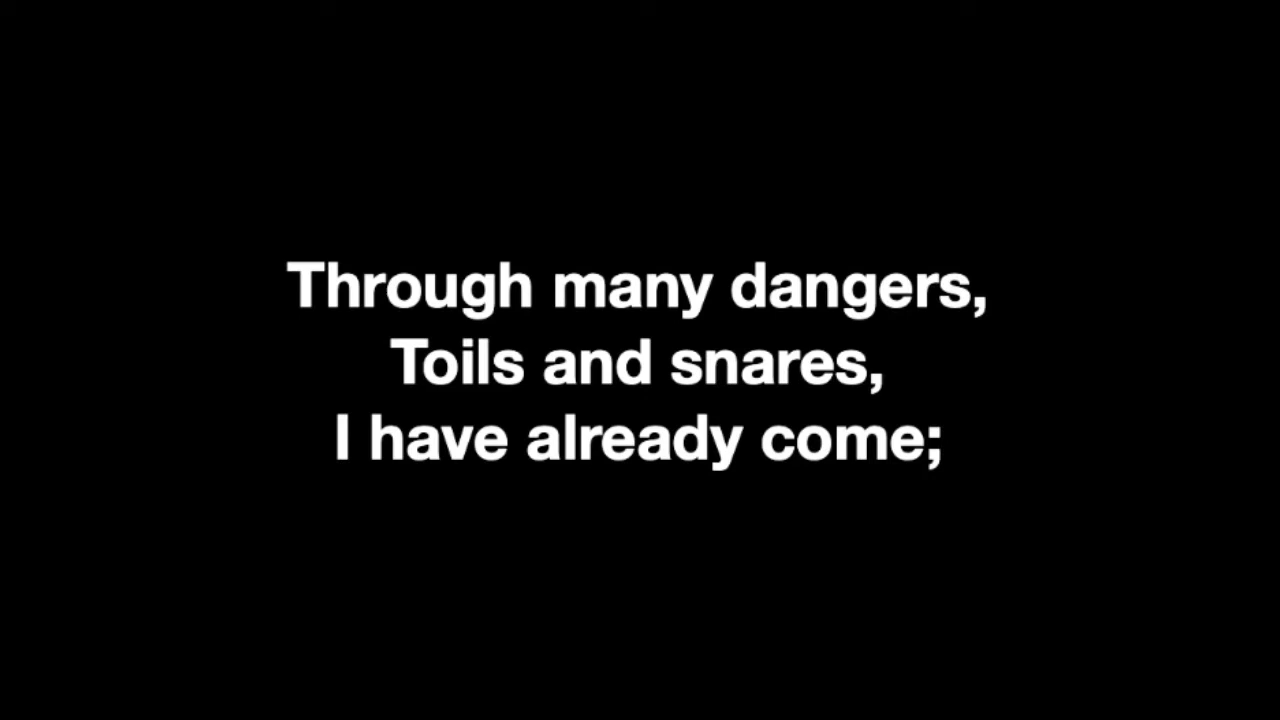 Through many dangers,
Toils and snares,
I have already come;